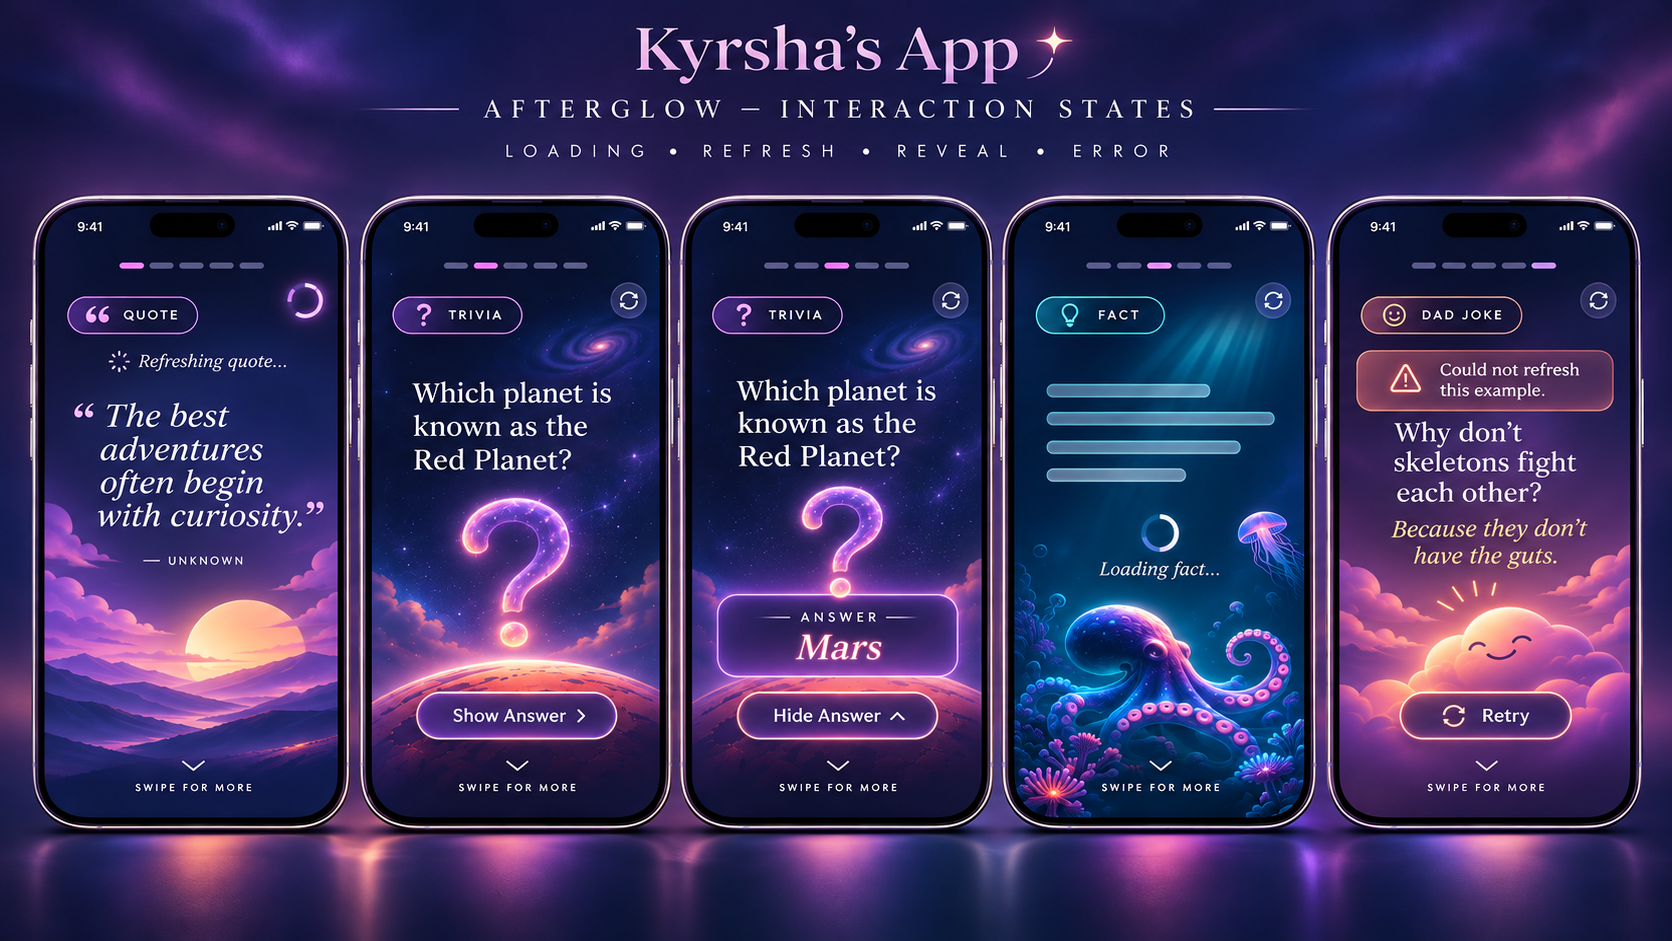 Kyrsha's App
AFTERGLOW — INTERACTION STATES
LOADING • REFRESH • REVEAL • ERROR
9:41
QUOTE
Refreshing quote...
“ The best
adventures
often begin
with curiosity.”
— UNKNOWN
SWIPE FOR MORE
9:41
? TRIVIA
Which planet is
known as the
Red Planet?
?
Show Answer >
SWIPE FOR MORE
9:41
? TRIVIA
Which planet is
known as the
Red Planet?
?
ANSWER
Mars
Hide Answer
SWIPE FOR MORE
9:41
FACT
Loading fact...
SWIPE FOR MORE
9:41
DAD JOKE
Could not refresh
this example.
Why don't
skeletons fight
each other?
Because they don't
have the guts.
Retry
SWIPE FOR MORE